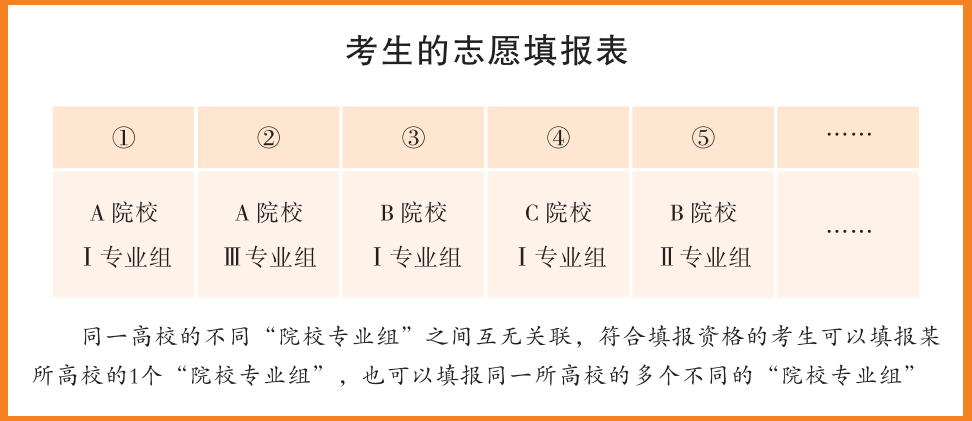 考生的志愿填报表
① ② ③ ④ ⑤ ……
A 院校 A 院校 B 院校 C 院校 B 院校 ……
Ⅰ专业组 Ⅲ专业组 Ⅰ专业组 Ⅰ专业组 Ⅱ专业组
同一高校的不同“院校专业组”之间互无关联，符合填报资格的考生可以填报某
所高校的1个“院校专业组”，也可以填报同一所高校的多个不同的“院校专业组”